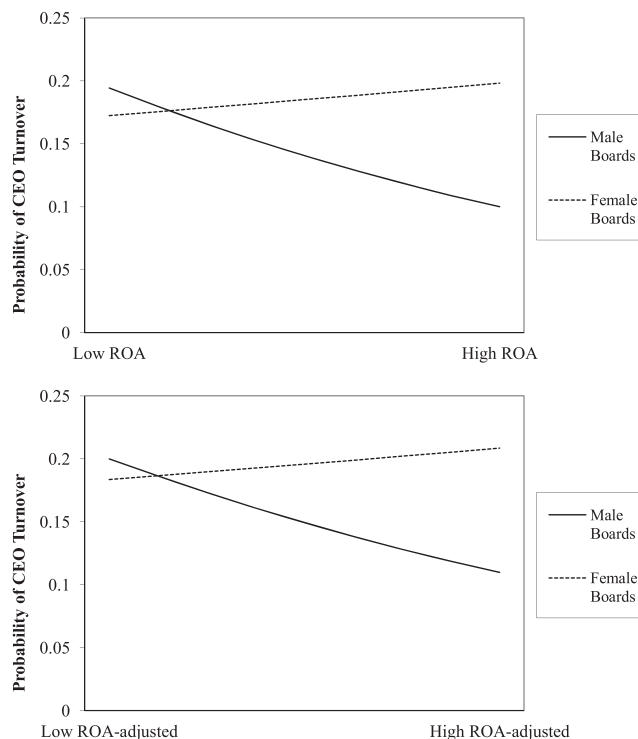 0.25
0.2
0.15
0.1
0.05
0
Probability of CEO Turnover
Low ROA
High ROA
Male
Boards
Female
Boards
0.25
0.2
0.15
0.1
0.05
0
Probability of CEO Turnover
Low ROA-adjusted
High ROA-adjusted
Male
Boards
Female
Boards